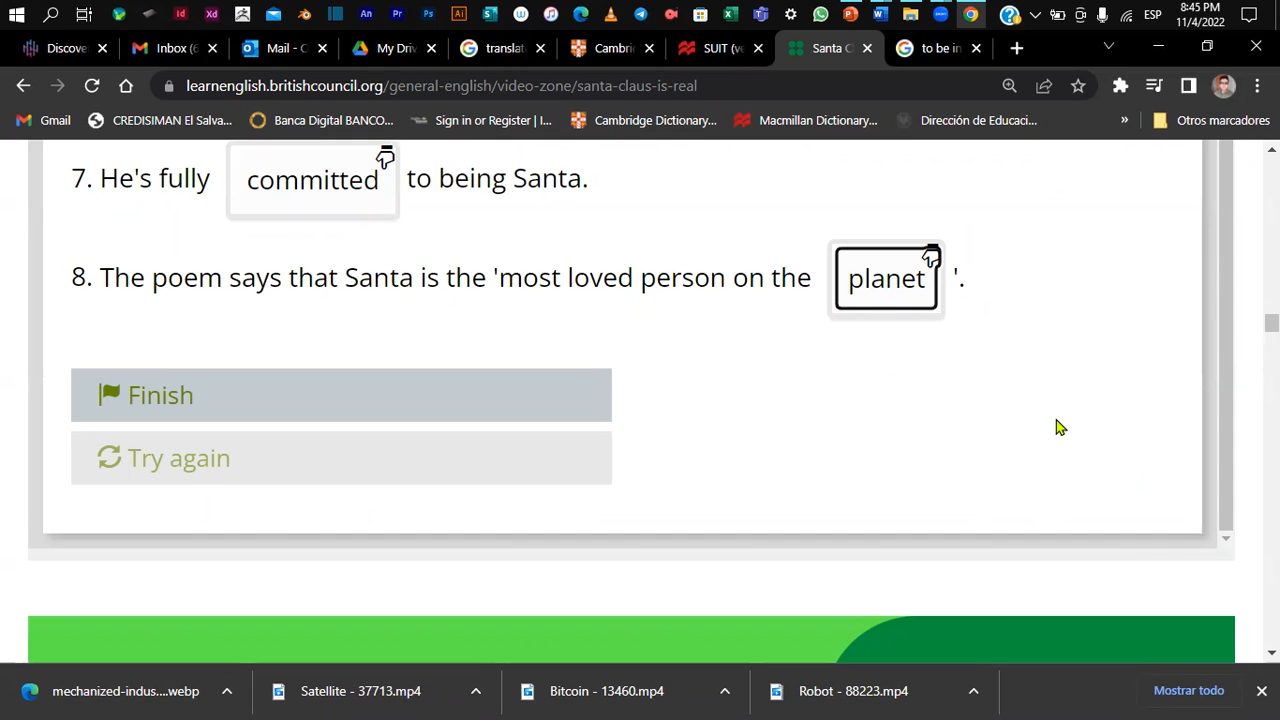 8:45 PM
ESP
11/4/2022
Discove
Inbox (6
Mail - C
My Driv
translat
Cambri
SUIT (ve
Santa C
to be in
learnenglish.britishcouncil.org/general-english/video-zone/santa-claus-is-real
Gmail
CREDISIMAN El Salva...
Banca Digital BANCO...
Sign in or Register | I...
Cambridge Dictionary...
Macmillan Dictionary...
Dirección de Educaci...
»
Otros marcadores
7. He's fully committed to being Santa.
8. The poem says that Santa is the 'most loved person on the planet '.
Finish
Try again
mechanized-indus....webp
Satellite - 37713.mp4
Bitcoin - 13460.mp4
Robot - 88223.mp4
Mostrar todo